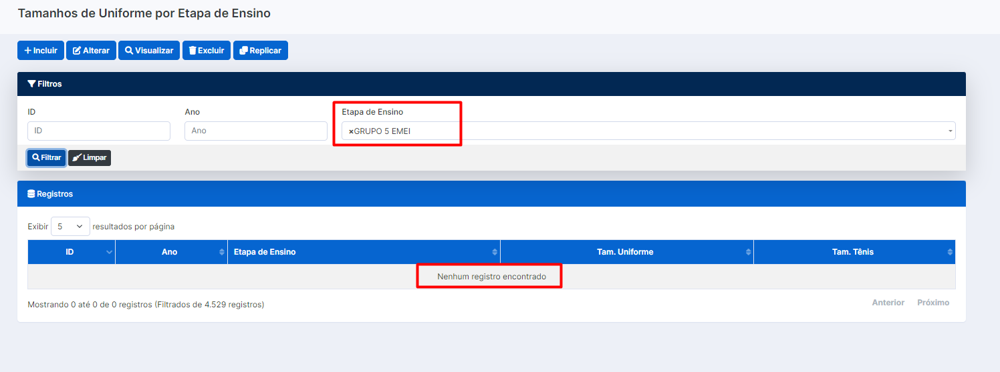 Tamanhos de Uniforme por Etapa de Ensino
Incluir Alterar Visualizar Excluir Replicar
Filtros
ID Ano Etapa de Ensino
ID Ano ×GRUPO 5 EMEI
Filtrar Limpar
Registros
Exibir 5 resultados por página
ID Ano Etapa de Ensino Tam. Uniforme Tam. Tênis
Nenhum registro encontrado
Mostrando 0 até 0 de 0 registros (Filtrados de 4.529 registros) Anterior Próximo